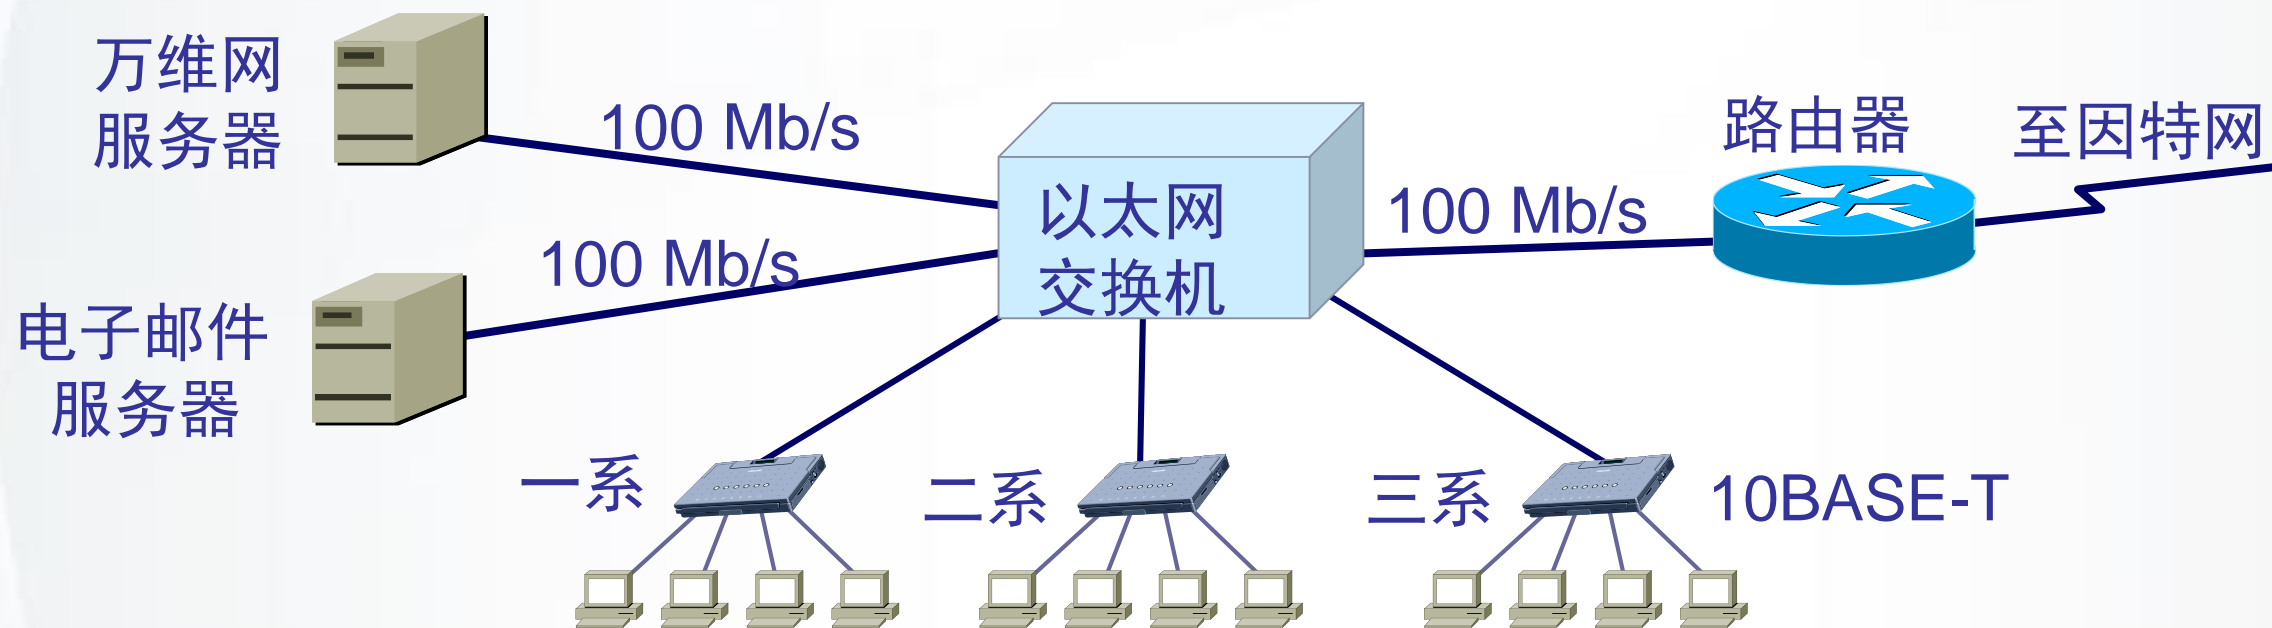 万维网
服务器
100 Mb/s
以太网
交换机
100 Mb/s
路由器
至因特网
100 Mb/s
电子邮件
服务器
一系
二系
三系
10BASE-T